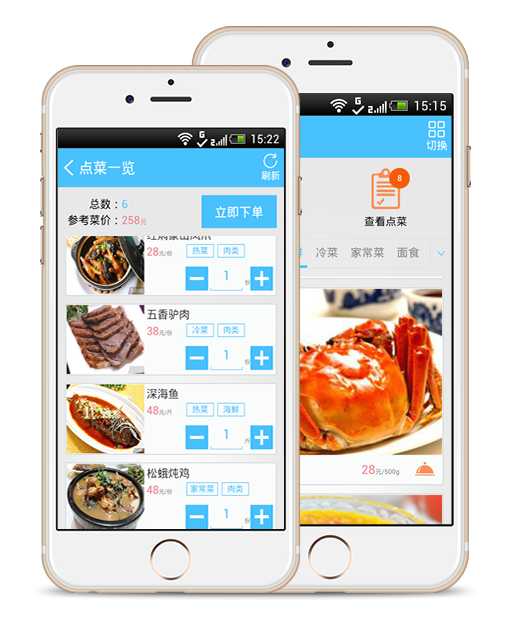 15:22
点菜一览
刷新
总数：6
参考菜价：258元
立即下单
28元/份
热菜 肉类
1
份
五香驴肉
38元/份
冷菜 肉类
1
份
深海鱼
48元/斤
热菜 海鲜
1
斤
松蛾炖鸡
48元/份
家常菜 肉类
1
份
15:15
切换
8
查看点菜
冷菜 家常菜 面食
28元/500g